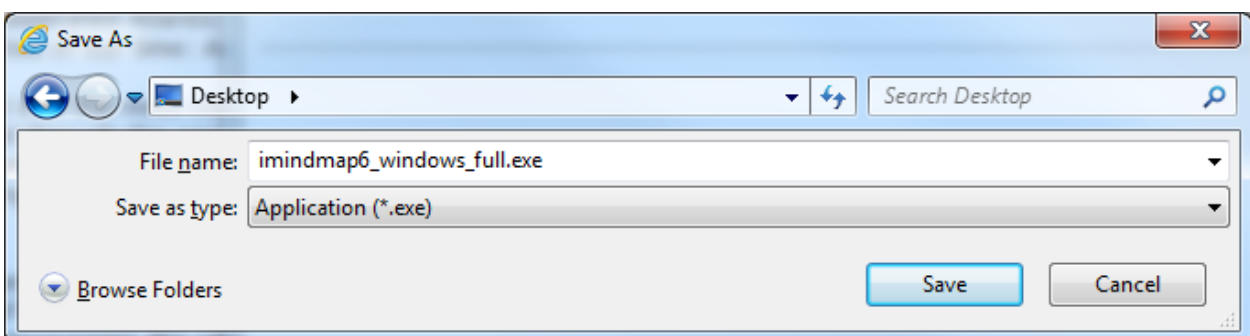 Save As
Desktop
Search Desktop
File name: imindmap6_windows_full.exe
Save as type: Application (*.exe)
Browse Folders
Save
Cancel